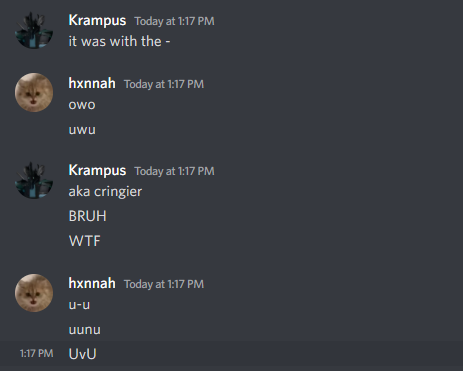 Krampus Today at 1:17 PM
it was with the -
hxnnah Today at 1:17 PM
owo
uwu
Krampus Today at 1:17 PM
aka cringier
BRUH
WTF
hxnnah Today at 1:17 PM
u-u
uunu
1:17 PM UvU